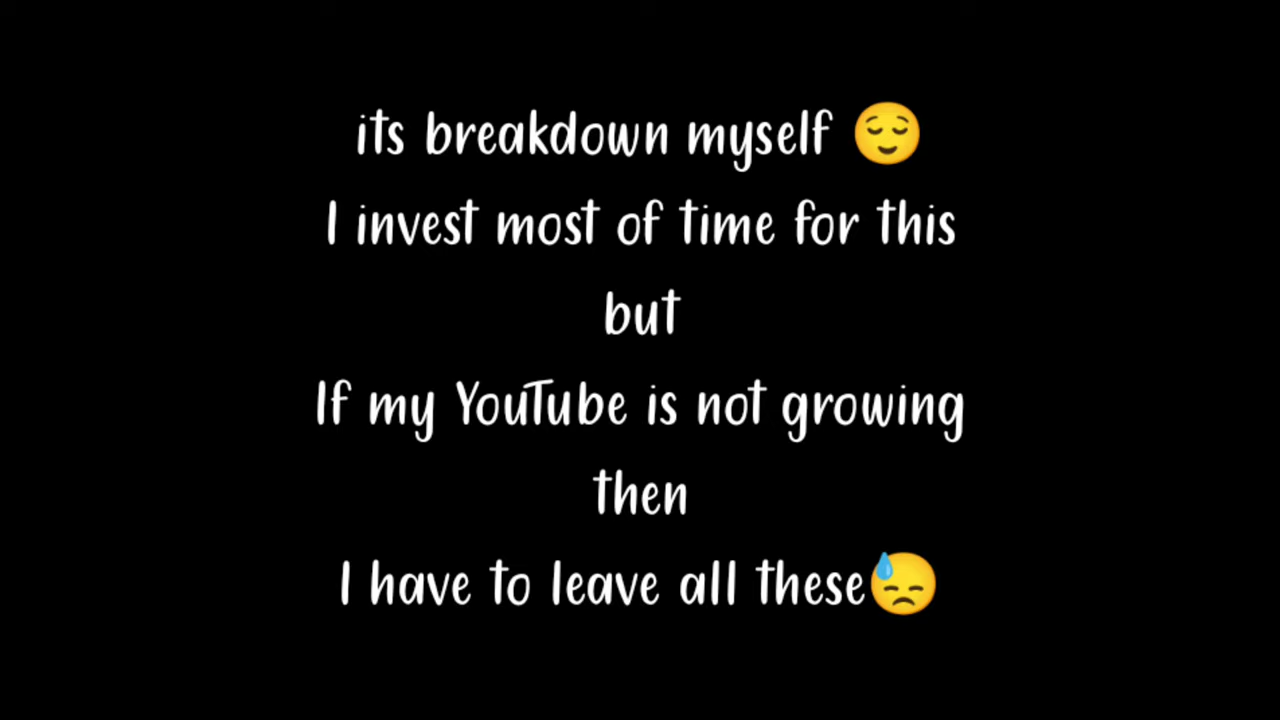 its breakdown myself 😌
I invest most of time for this
but
If my YouTube is not growing
then
I have to leave all these😓